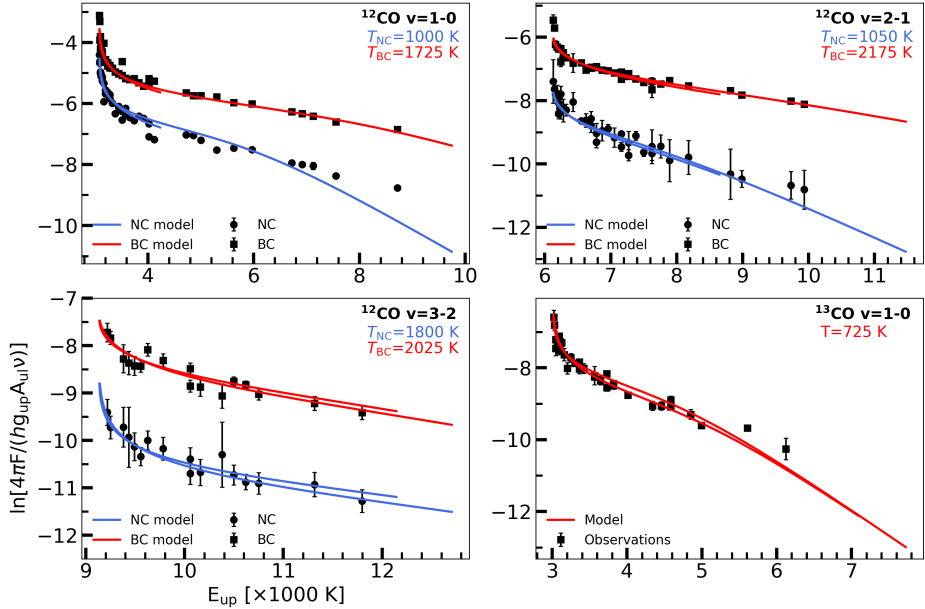 ¹²CO v=1-0
T_NC=1000 K
T_BC=1725 K
−4
−6
−8
−10
NC model
BC model
NC
BC
4
6
8
10
¹²CO v=2-1
T_NC=1050 K
T_BC=2175 K
−6
−8
−10
−12
NC model
BC model
NC
BC
6
7
8
9
10
11
¹²CO v=3-2
T_NC=1800 K
T_BC=2025 K
−7
−8
−9
−10
−11
−12
NC model
BC model
NC
BC
9
10
11
12
ln[4πF/(hg_up A_ul ν)]
E_up [×1000 K]
¹³CO v=1-0
T=725 K
−8
−10
−12
Model
Observations
3
4
5
6
7